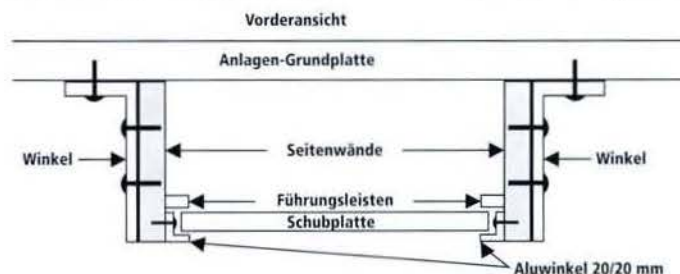 Vorderansicht
Anlagen-Grundplatte
Winkel
Seitenwände
Winkel
Führungsleisten
Schubplatte
Aluwinkel 20/20 mm